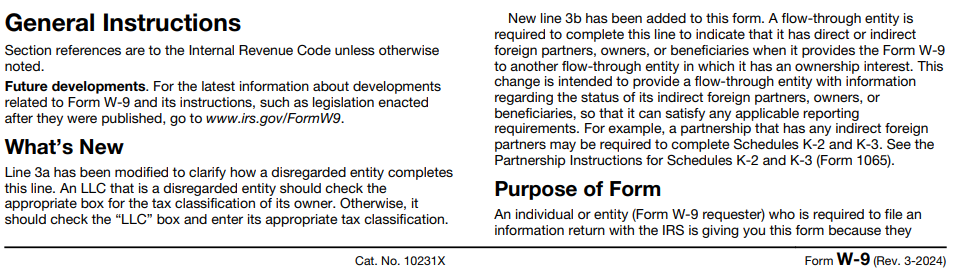 General Instructions
Section references are to the Internal Revenue Code unless otherwise
noted.
Future developments. For the latest information about developments
related to Form W-9 and its instructions, such as legislation enacted
after they were published, go to www.irs.gov/FormW9.
What’s New
Line 3a has been modified to clarify how a disregarded entity completes
this line. An LLC that is a disregarded entity should check the
appropriate box for the tax classification of its owner. Otherwise, it
should check the “LLC” box and enter its appropriate tax classification.
New line 3b has been added to this form. A flow-through entity is
required to complete this line to indicate that it has direct or indirect
foreign partners, owners, or beneficiaries when it provides the Form W-9
to another flow-through entity in which it has an ownership interest. This
change is intended to provide a flow-through entity with information
regarding the status of its indirect foreign partners, owners, or
beneficiaries, so that it can satisfy any applicable reporting
requirements. For example, a partnership that has any indirect foreign
partners may be required to complete Schedules K-2 and K-3. See the
Partnership Instructions for Schedules K-2 and K-3 (Form 1065).
Purpose of Form
An individual or entity (Form W-9 requester) who is required to file an
information return with the IRS is giving you this form because they
Cat. No. 10231X
Form W-9 (Rev. 3-2024)